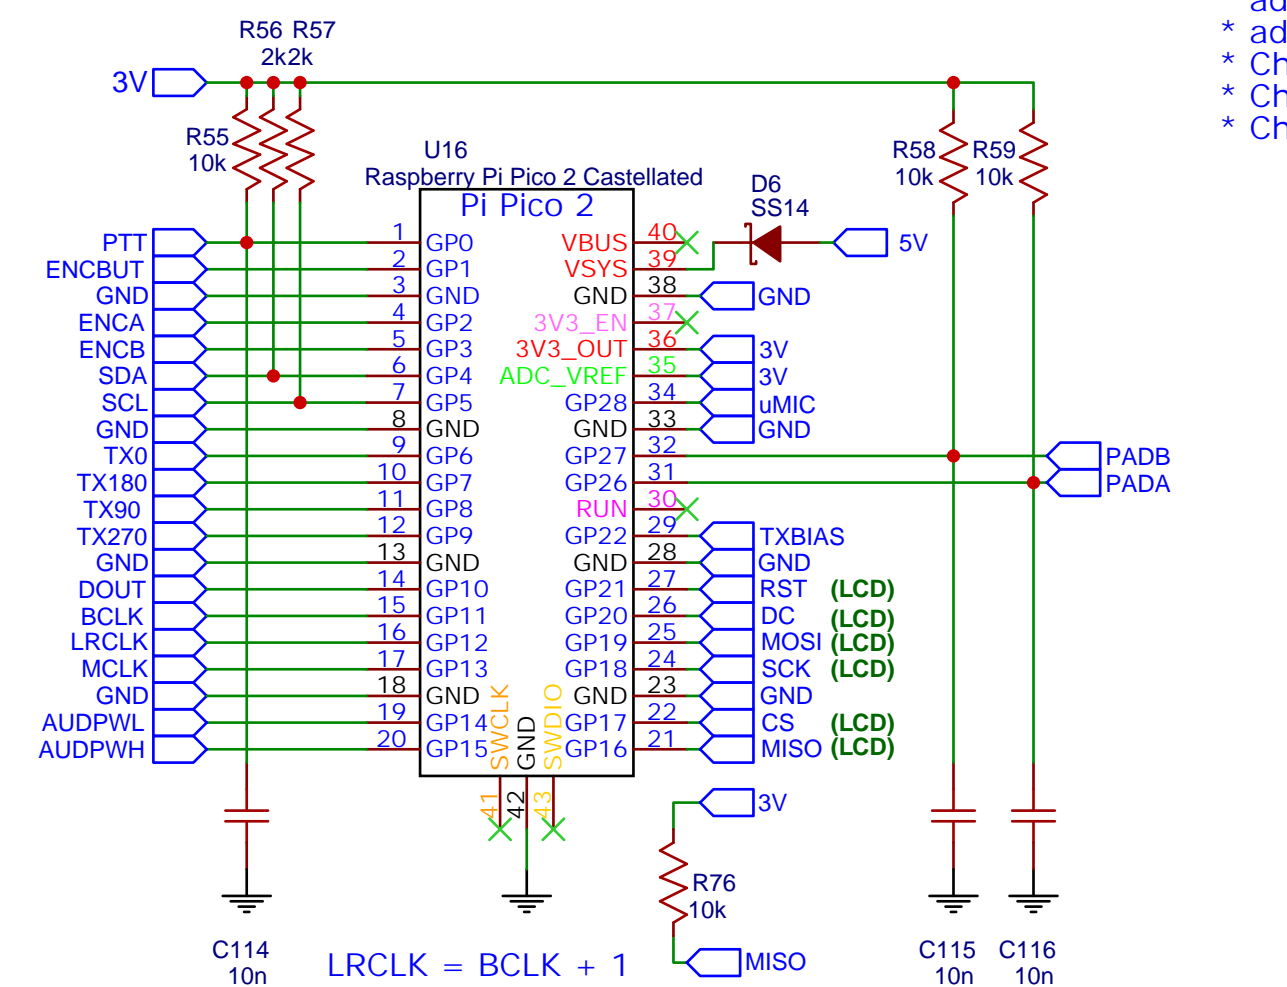 ad
* ad
* Ch
* Ch
* Ch
R56 R57
2k2k
3V
R55
10k
U16
Raspberry Pi Pico 2 Castellated
Pi Pico 2
D6
SS14
R58
10k
R59
10k
PTT 1 GP0 VBUS 40 5V
ENCBUT 2 GP1 VSYS 39
GND 3 GND GND 38 GND
ENCA 4 GP2 3V3_EN 37
ENCB 5 GP3 3V3_OUT 36 3V
SDA 6 GP4 ADC_VREF 35 3V
SCL 7 GP5 GP28 34 uMIC
GND 8 GND GND 33 GND
TX0 9 GP6 GP27 32 PADB
TX180 10 GP7 GP26 31 PADA
TX90 11 GP8 RUN 30
TX270 12 GP9 GP22 29 TXBIAS
GND 13 GND GND 28 GND
DOUT 14 GP10 GP21 27 RST (LCD)
BCLK 15 GP11 GP20 26 DC (LCD)
LRCLK 16 GP12 GP19 25 MOSI (LCD)
MCLK 17 GP13 GP18 24 SCK (LCD)
GND 18 GND GND 23 GND
AUDPWL 19 GP14 GP17 22 CS (LCD)
AUDPWH 20 GP15 GP16 21 MISO (LCD)
SWCLK GND SWDIO
41 42 43
3V
R76
10k
MISO
C114
10n
LRCLK = BCLK + 1
C115
10n
C116
10n